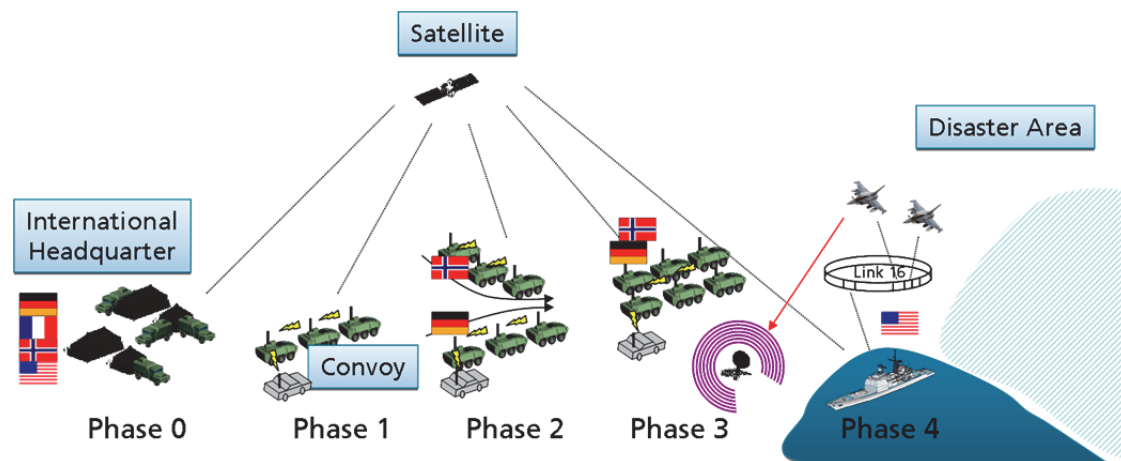 Satellite
Disaster Area
International
Headquarter
Link 16
Convoy
Phase 0
Phase 1
Phase 2
Phase 3
Phase 4